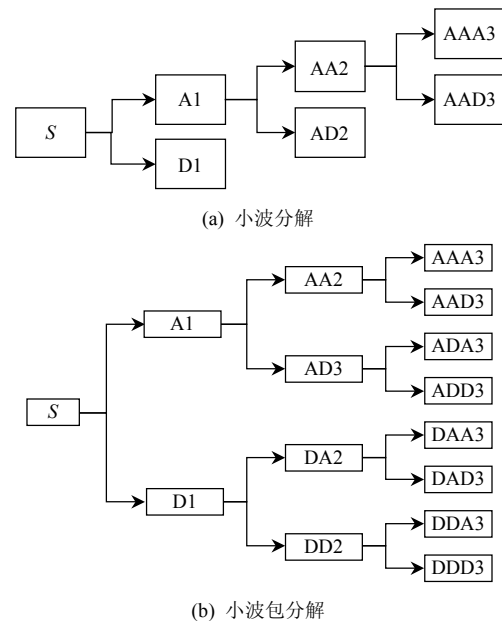 AAA3
AA2
A1
AAD3
S
AD2
D1
(a) 小波分解
AAA3
AA2
AAD3
A1
ADA3
AD3
ADD3
S
DAA3
DA2
DAD3
D1
DDA3
DD2
DDD3
(b) 小波包分解